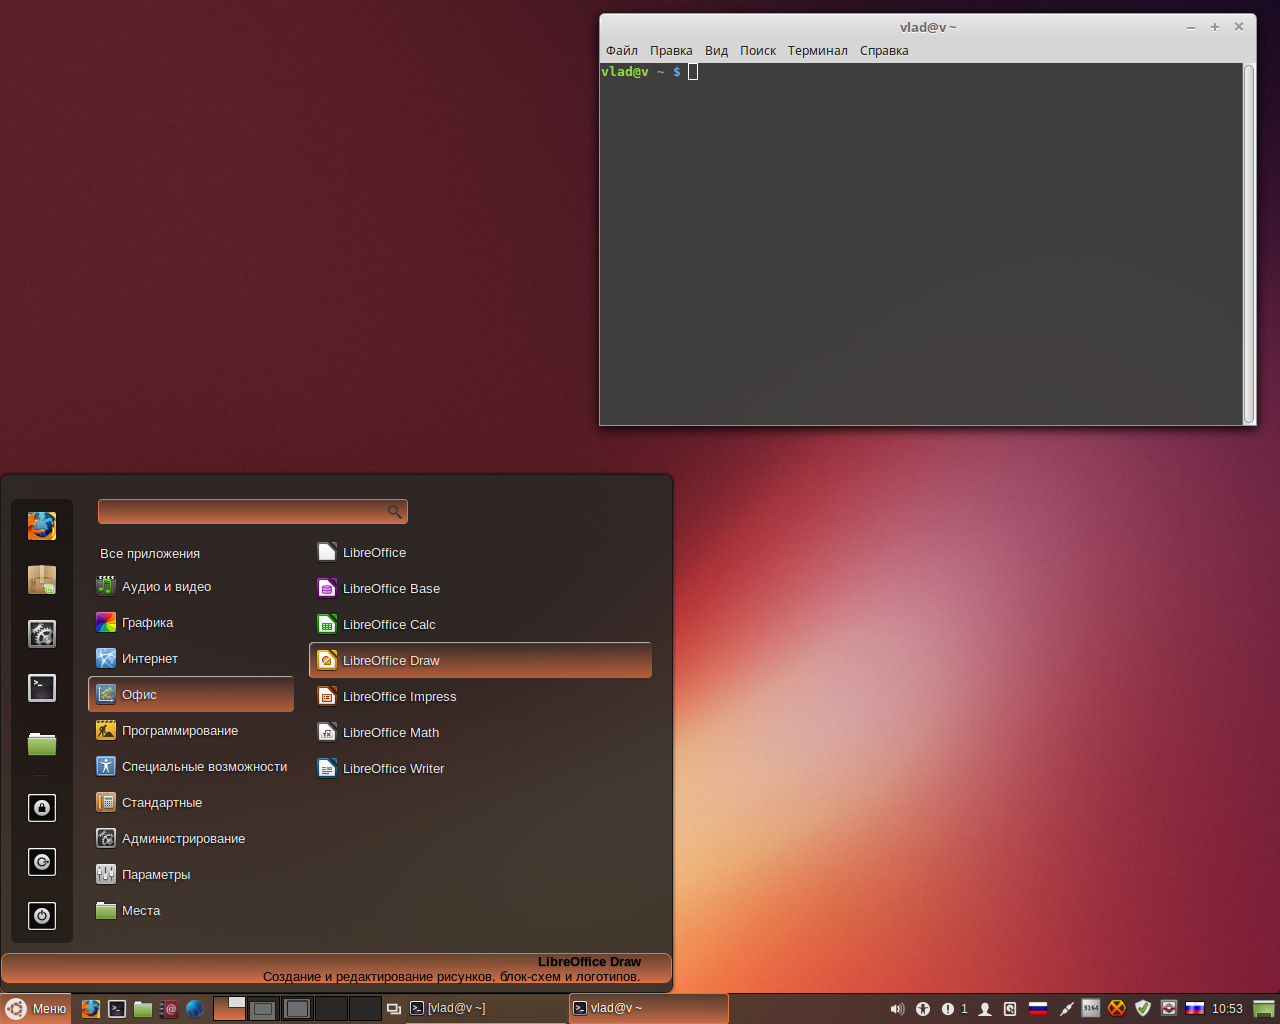 vlad@v ~
Файл Правка Вид Поиск Терминал Справка
vlad@v ~ $
Все приложения
Аудио и видео
Графика
Интернет
Офис
Программирование
Специальные возможности
Стандартные
Администрирование
Параметры
Места
LibreOffice
LibreOffice Base
LibreOffice Calc
LibreOffice Draw
LibreOffice Impress
LibreOffice Math
LibreOffice Writer
LibreOffice Draw
Создание и редактирование рисунков, блок-схем и логотипов.
Меню [vlad@v ~] vlad@v ~ 1 3164 10:53